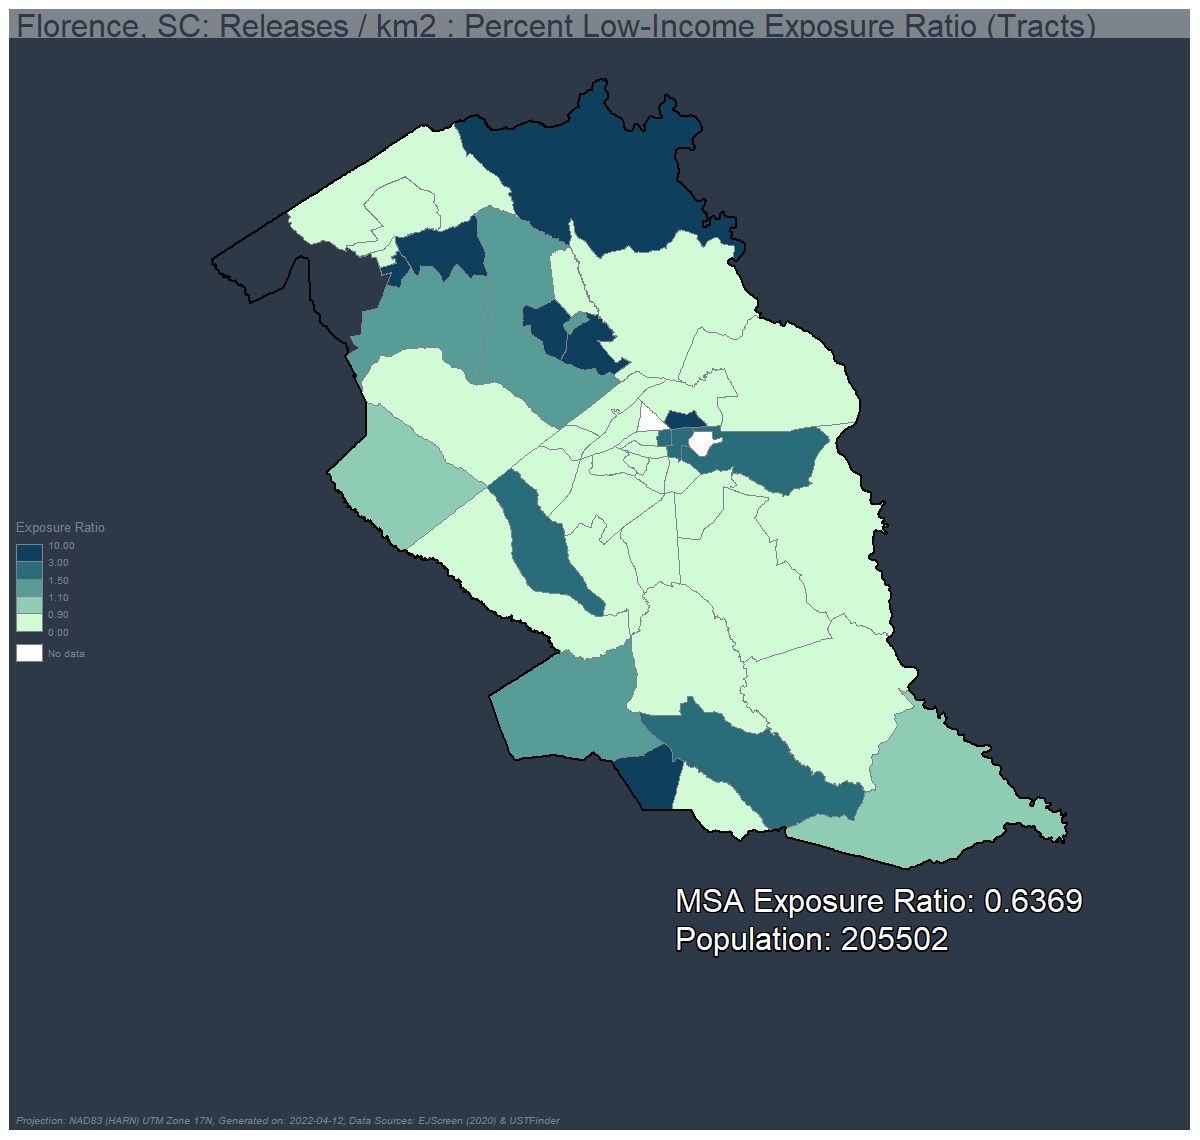 Florence, SC: Releases / km2 : Percent Low-Income Exposure Ratio (Tracts)
Exposure Ratio
10.00
3.00
1.50
1.10
0.90
0.00
No data
MSA Exposure Ratio: 0.6369
Population: 205502
Projection: NAD83 (HARN) UTM Zone 17N, Generated on: 2022-04-12, Data Sources: EJScreen (2020) & USTFinder